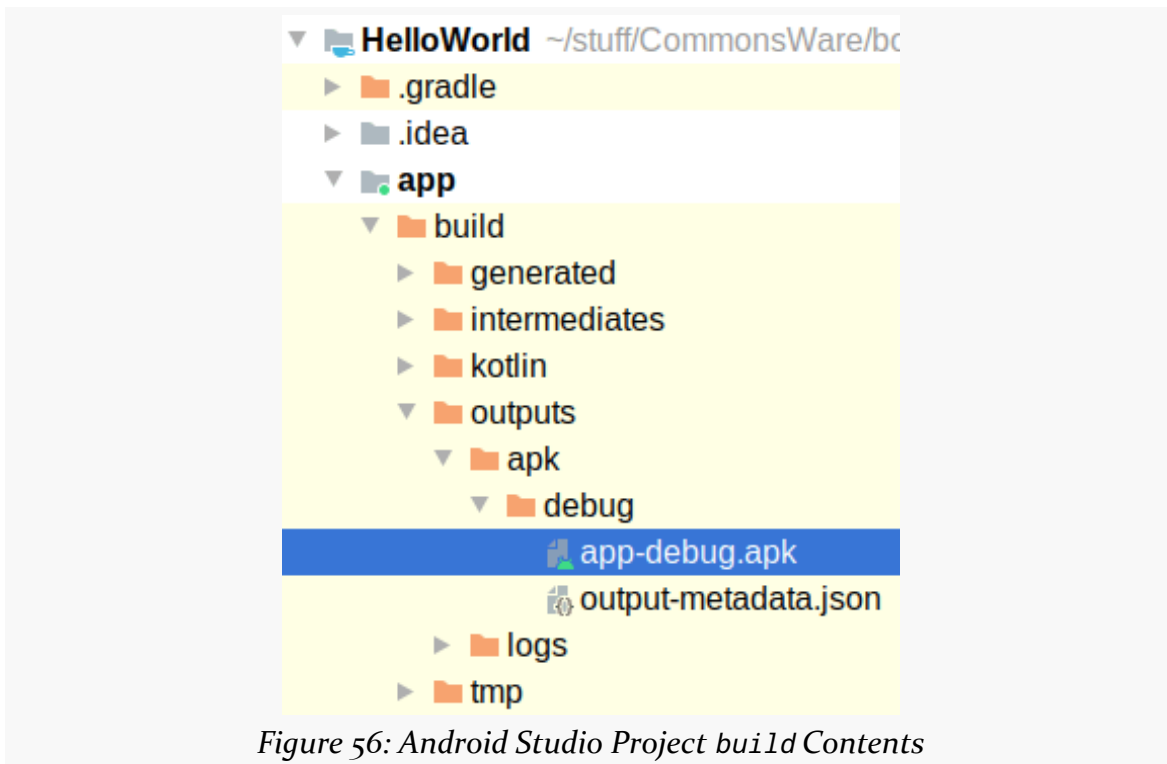 HelloWorld ~/stuff/CommonsWare/bo
.gradle
.idea
app
build
generated
intermediates
kotlin
outputs
apk
debug
app-debug.apk
output-metadata.json
logs
tmp
Figure 56: Android Studio Project build Contents